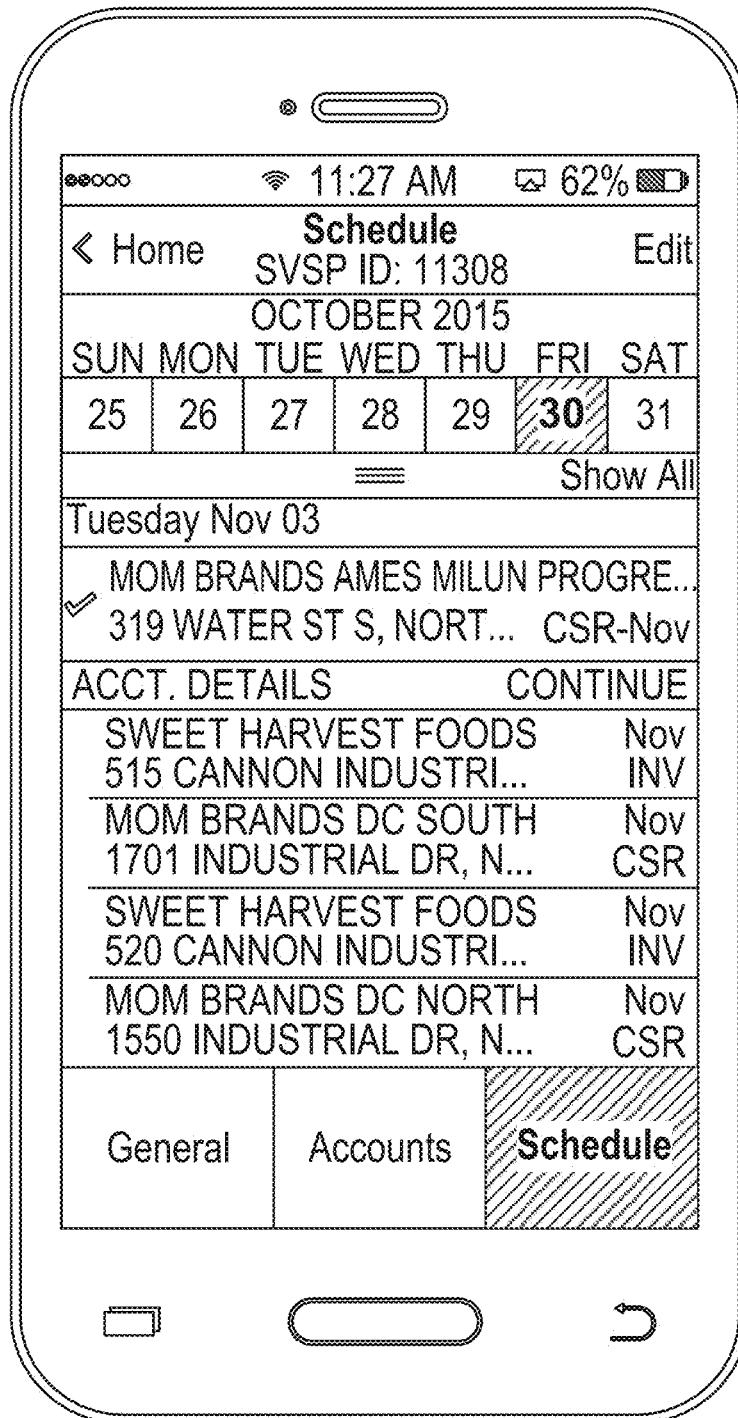 11:27 AM 62%
< Home Schedule Edit
SVSP ID: 11308
OCTOBER 2015
SUN MON TUE WED THU FRI SAT
25 26 27 28 29 30 31
Show All
Tuesday Nov 03
MOM BRANDS AMES MILUN PROGRE...
319 WATER ST S, NORT... CSR-Nov
ACCT. DETAILS CONTINUE
SWEET HARVEST FOODS Nov
515 CANNON INDUSTRI... INV
MOM BRANDS DC SOUTH Nov
1701 INDUSTRIAL DR, N... CSR
SWEET HARVEST FOODS Nov
520 CANNON INDUSTRI... INV
MOM BRANDS DC NORTH Nov
1550 INDUSTRIAL DR, N... CSR
General Accounts Schedule